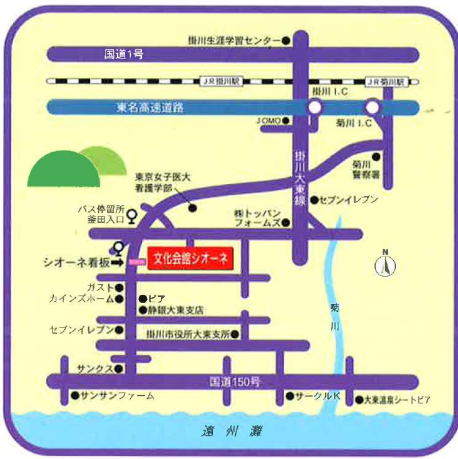 掛川生涯学習センター
国道1号
JR掛川駅
JR菊川駅
掛川 I.C
東名高速道路
JOMO
菊川 I.C
掛川大東線
菊川
警察署
東京女子医大
看護学部
セブンイレブン
バス停留所
釜田入口
㈱トッパン
フォームズ
シオーネ看板
文化会館シオーネ
N
ガスト
カインズホーム
ピア
静銀大東支店
菊川
セブンイレブン
掛川市役所大東支所
サンクス
国道150号
サンサンファーム
サークルK
大東温泉シートピア
遠州灘